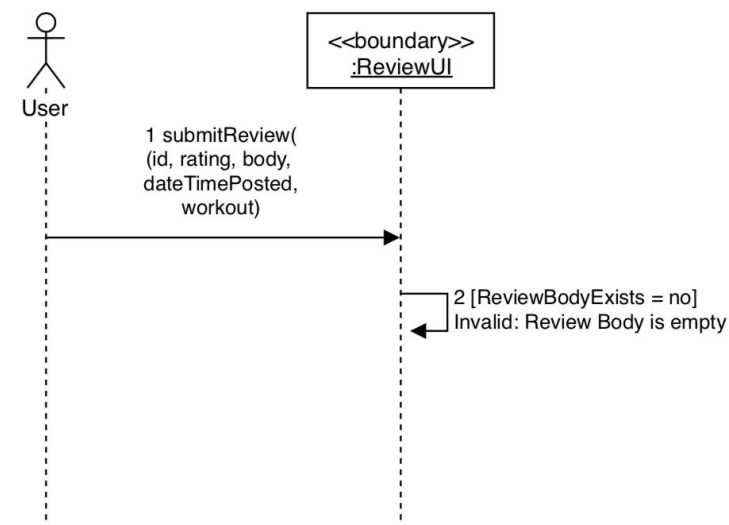 <<boundary>>
:ReviewUI
User
1 submitReview(
(id, rating, body,
dateTimePosted,
workout)
2 [ReviewBodyExists = no]
Invalid: Review Body is empty